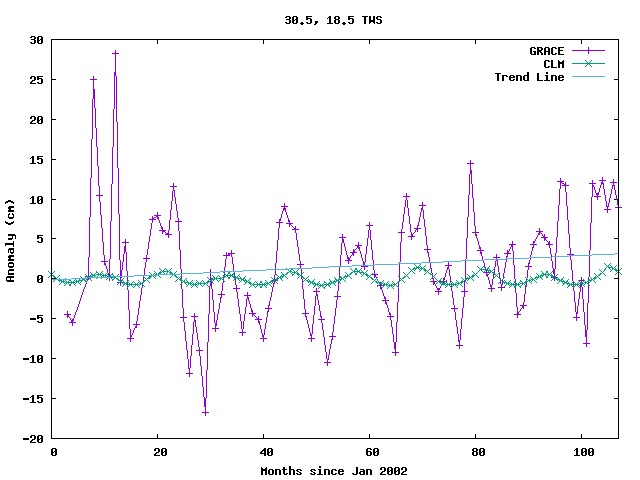 30.5, 18.5 TWS
GRACE
CLM
Trend Line
30
25
20
15
10
5
0
-5
-10
-15
-20
Anomaly (cm)
0 20 40 60 80 100
Months since Jan 2002